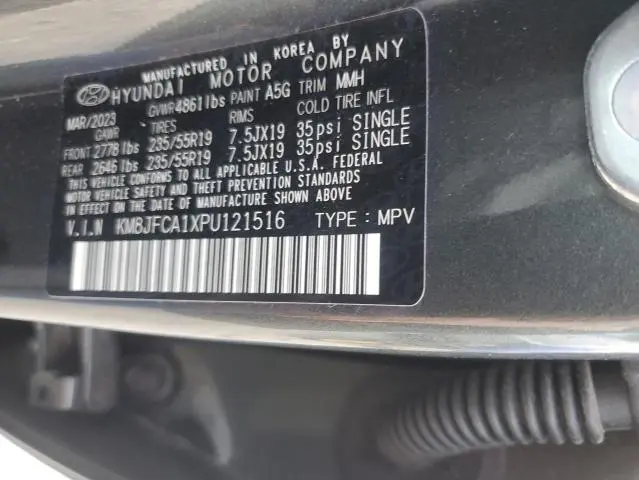 MANUFACTURED IN KOREA BY
HYUNDAI MOTOR COMPANY
MAR/2023 GVWR4861lbs PAINT A5G TRIM MMH
GAWR TIRES RIMS COLD TIRE INFL
FRONT 2778 lbs 235/55R19 7.5JX19 35psi SINGLE
REAR 2646 lbs 235/55R19 7.5JX19 35psi SINGLE
THIS VEHICLE CONFORMS TO ALL APPLICABLE U.S.A. FEDERAL
MOTOR VEHICLE SAFETY AND THEFT PREVENTION STANDARDS
IN EFFECT ON THE DATE OF MANUFACTURE SHOWN ABOVE
V.I.N KM8JFCA1XPU121516 TYPE : MPV